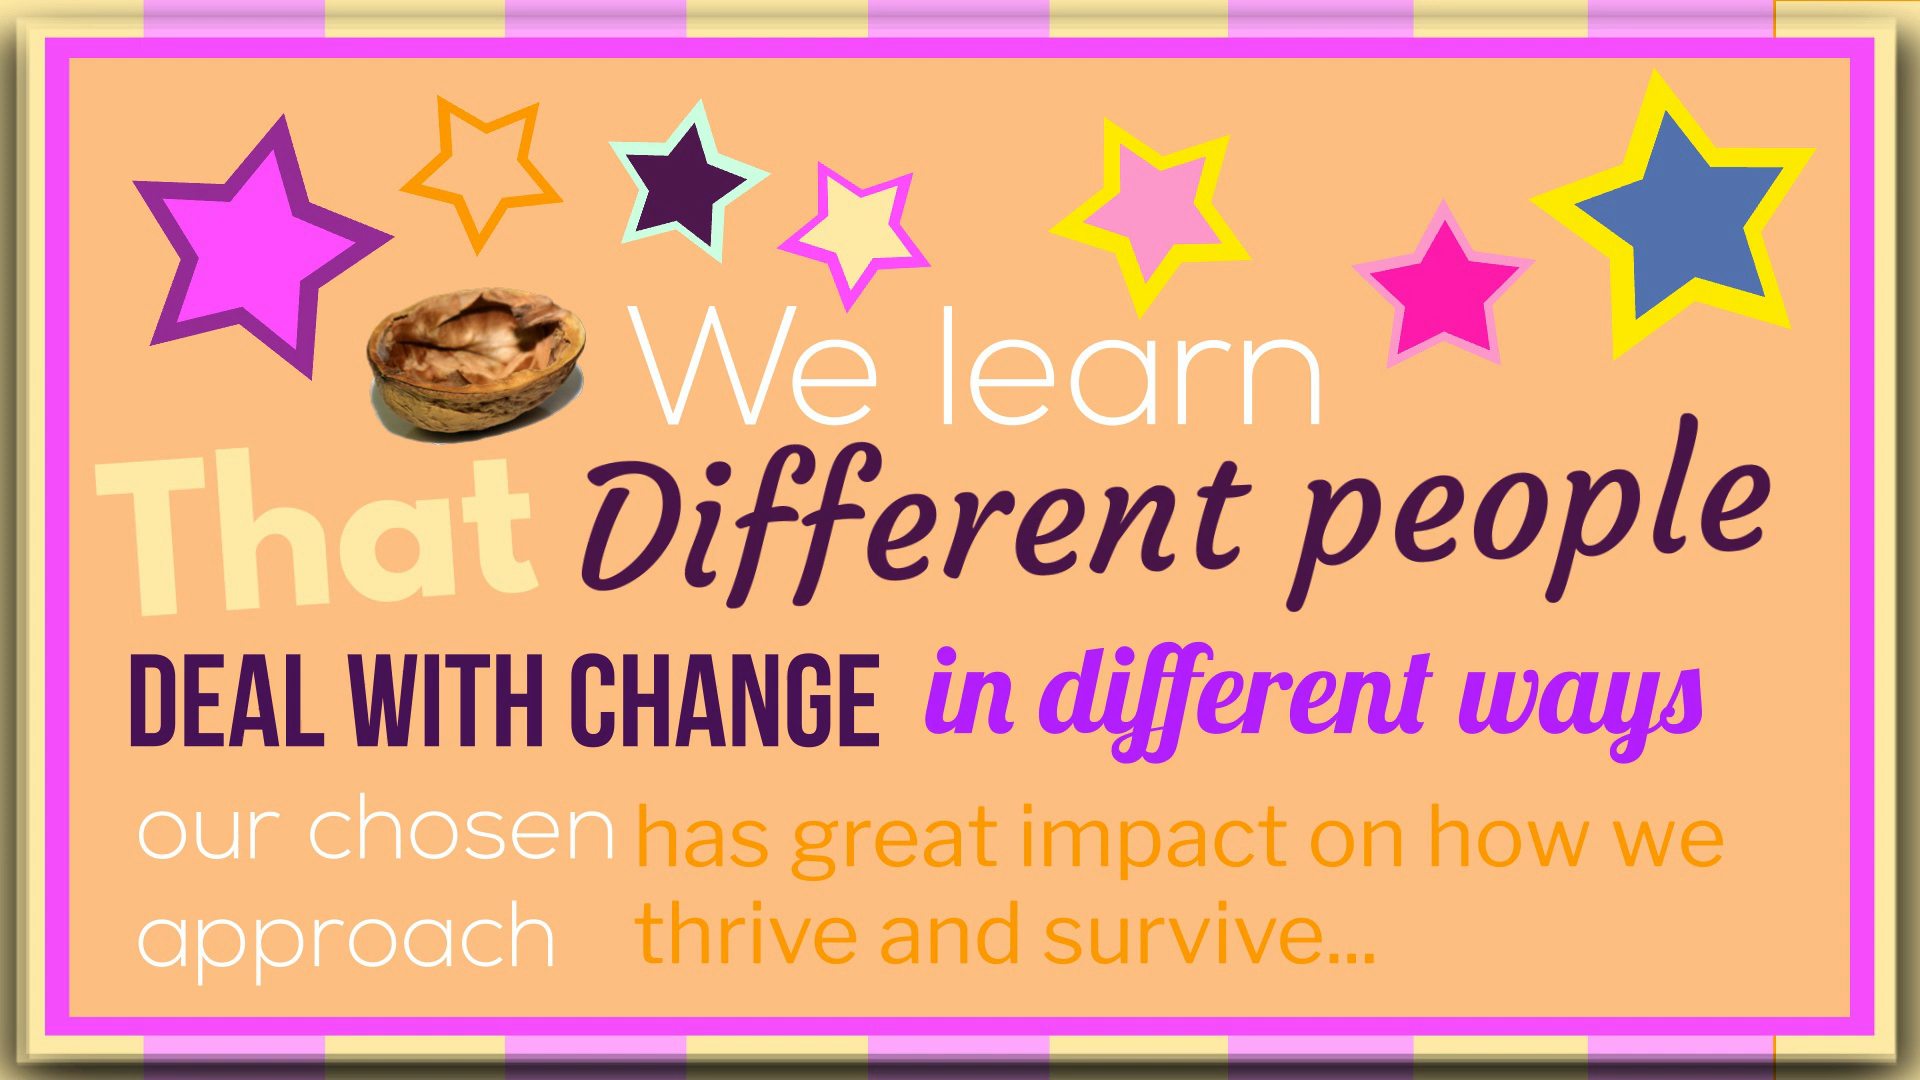 We learn
That Different people
DEAL WITH CHANGE in different ways
our chosen has great impact on how we
approach thrive and survive...